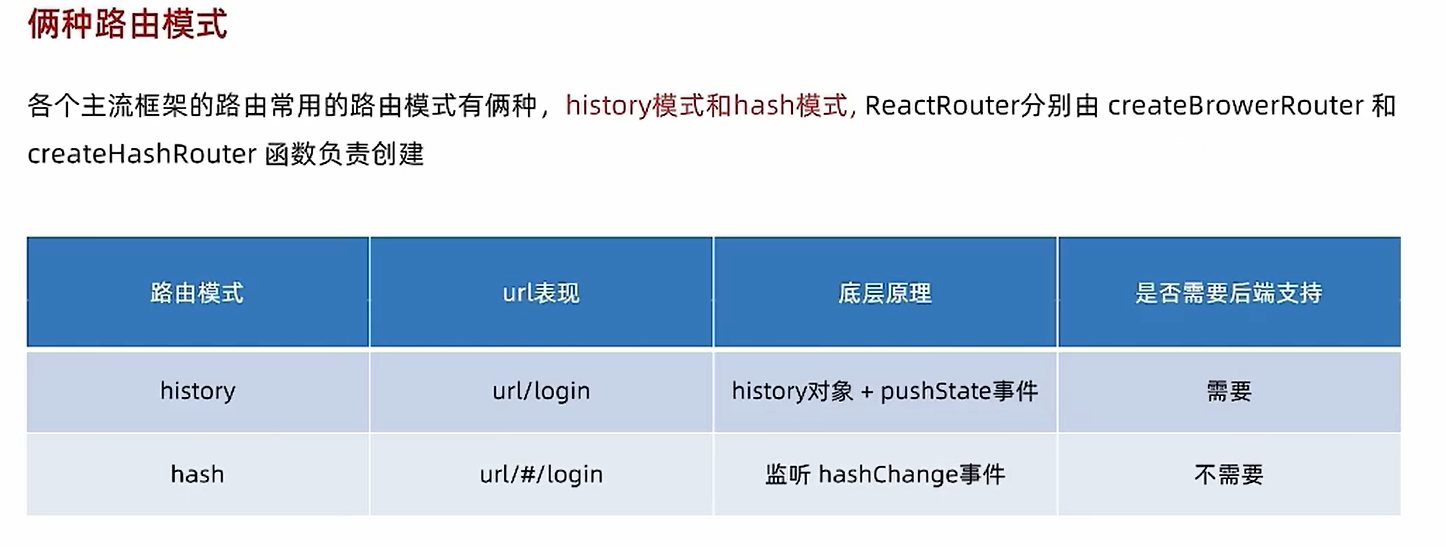 俩种路由模式
各个主流框架的路由常用的路由模式有俩种，history模式和hash模式, ReactRouter分别由 createBrowerRouter 和
createHashRouter 函数负责创建
路由模式 url表现 底层原理 是否需要后端支持
history url/login history对象 + pushState事件 需要
hash url/#/login 监听 hashChange事件 不需要